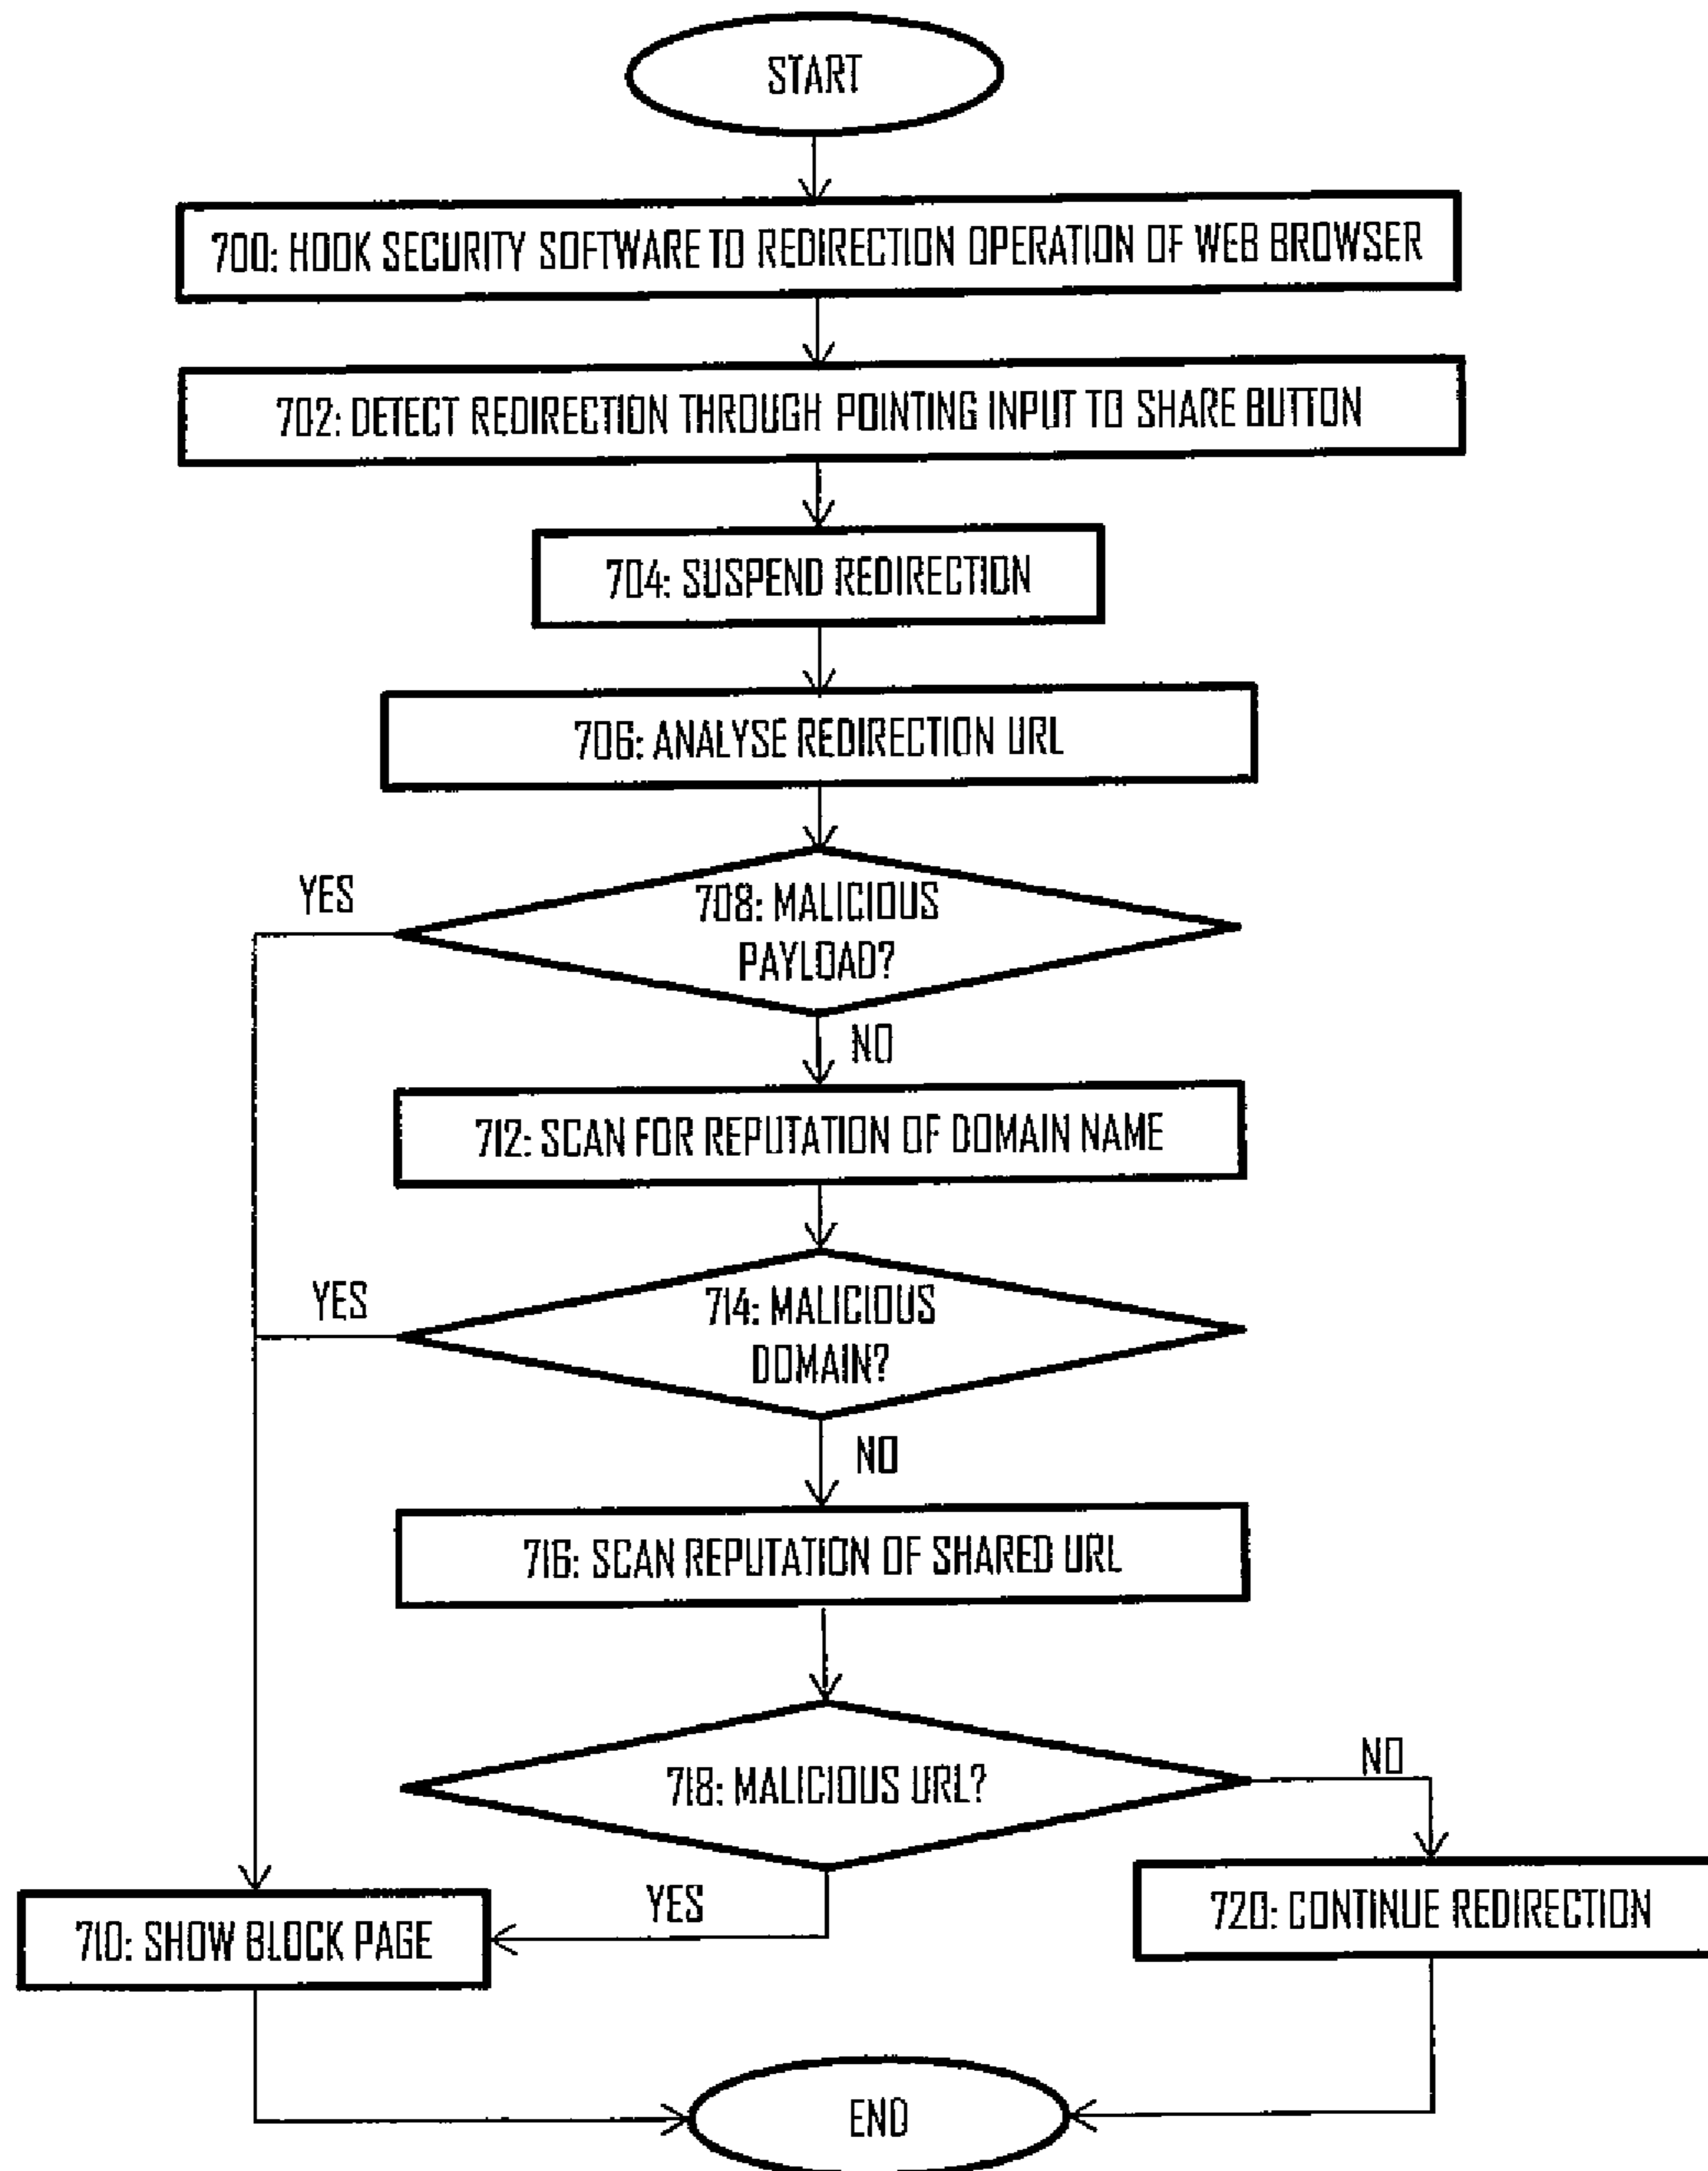 START
700: HOOK SECURITY SOFTWARE TO REDIRECTION OPERATION OF WEB BROWSER
702: DETECT REDIRECTION THROUGH POINTING INPUT TO SHARE BUTTON
704: SUSPEND REDIRECTION
706: ANALYSE REDIRECTION URL
YES
708: MALICIOUS
PAYLOAD?
NO
712: SCAN FOR REPUTATION OF DOMAIN NAME
YES
714: MALICIOUS
DOMAIN?
NO
716: SCAN REPUTATION OF SHARED URL
718: MALICIOUS URL?
NO
YES
710: SHOW BLOCK PAGE
720: CONTINUE REDIRECTION
END